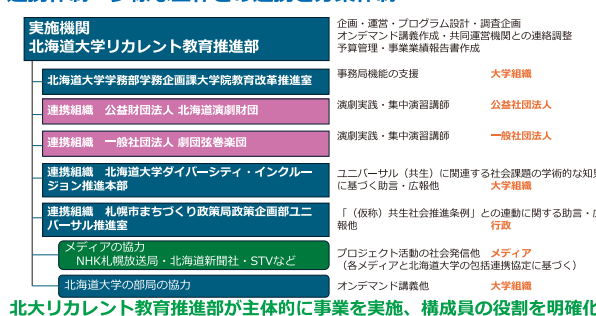 実施機関
北海道大学リカレント教育推進部
企画・運営・プログラム設計・調査企画
オンデマンド講義作成・共同運営機関との連絡調整
予算管理・事業業績報告書作成
北海道大学学務部学務企画課大学院教育改革推進室
事務局機能の支援 大学組織
連携組織 公益財団法人 北海道演劇財団
演劇実践・集中演習講師 公益社団法人
連携組織 一般社団法人 劇団弦巻楽団
演劇実践・集中演習講師 一般社団法人
連携組織 北海道大学ダイバーシティ・インクルー
ジョン推進本部
ユニバーサル（共生）に関連する社会課題の学術的な知見
に基づく助言・広報他 大学組織
連携組織 札幌市まちづくり政策局政策企画部ユニ
バーサル推進室
「（仮称）共生社会推進条例」との連動に関する助言・広
報他 行政
メディアの協力
NHK札幌放送局・北海道新聞社・STVなど
プロジェクト活動の社会発信他 メディア
（各メディアと北海道大学の包括連携協定に基づく）
北海道大学の部局の協力
オンデマンド講義他 大学組織
北大リカレント教育推進部が主体的に事業を実施、構成員の役割を明確化